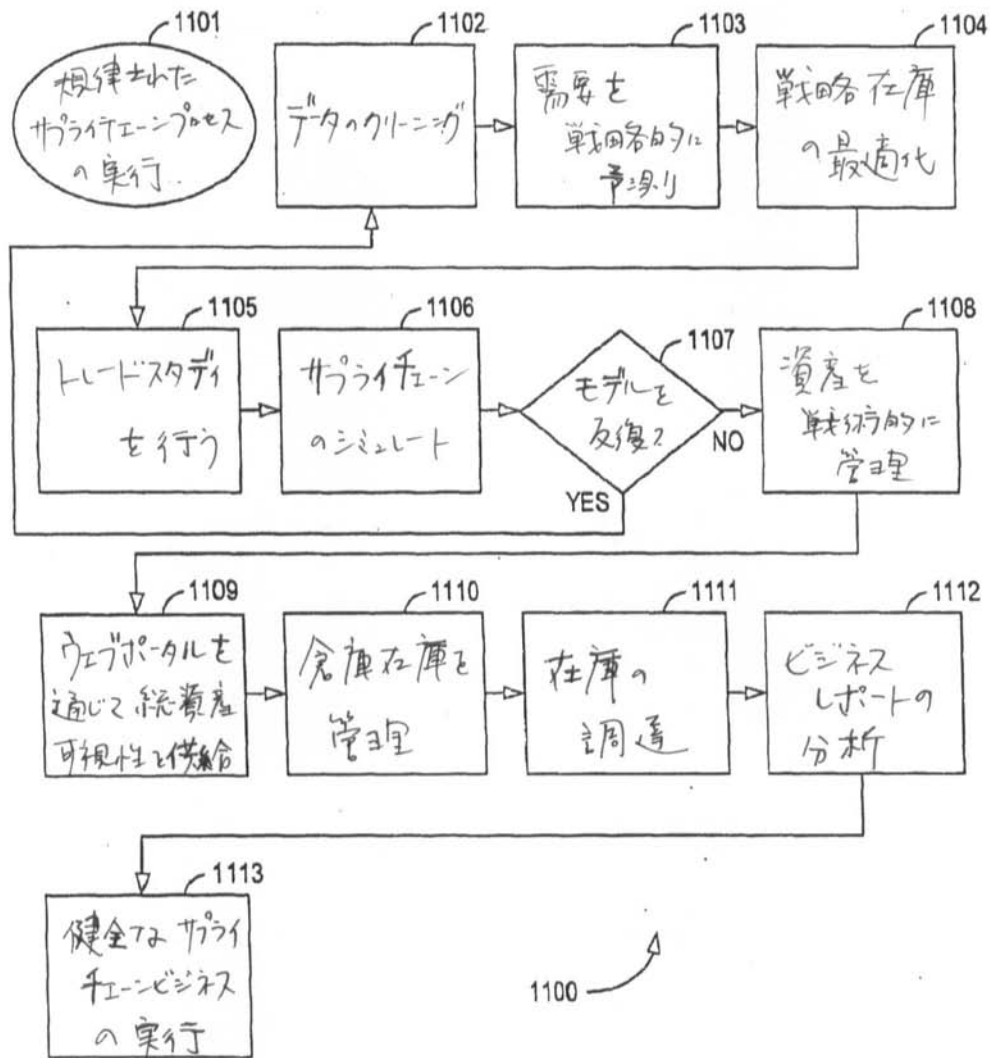 1101
規律された
サプライチェーンプロセス
の実行
1102
データのクリーニング
1103
需要を
戦略的に
予測
1104
戦略在庫
の最適化
1105
トレードスタディ
を行う
1106
サプライチェーン
のシミュレート
1107
モデルを
反復?
NO
YES
1108
資産を
戦術的に
管理
1109
ウェブポータルを
通じて総資産
可視性を供給
1110
倉庫在庫を
管理
1111
在庫の
調達
1112
ビジネス
レポートの
分析
1113
健全なサプライ
チェーンビジネス
の実行
1100